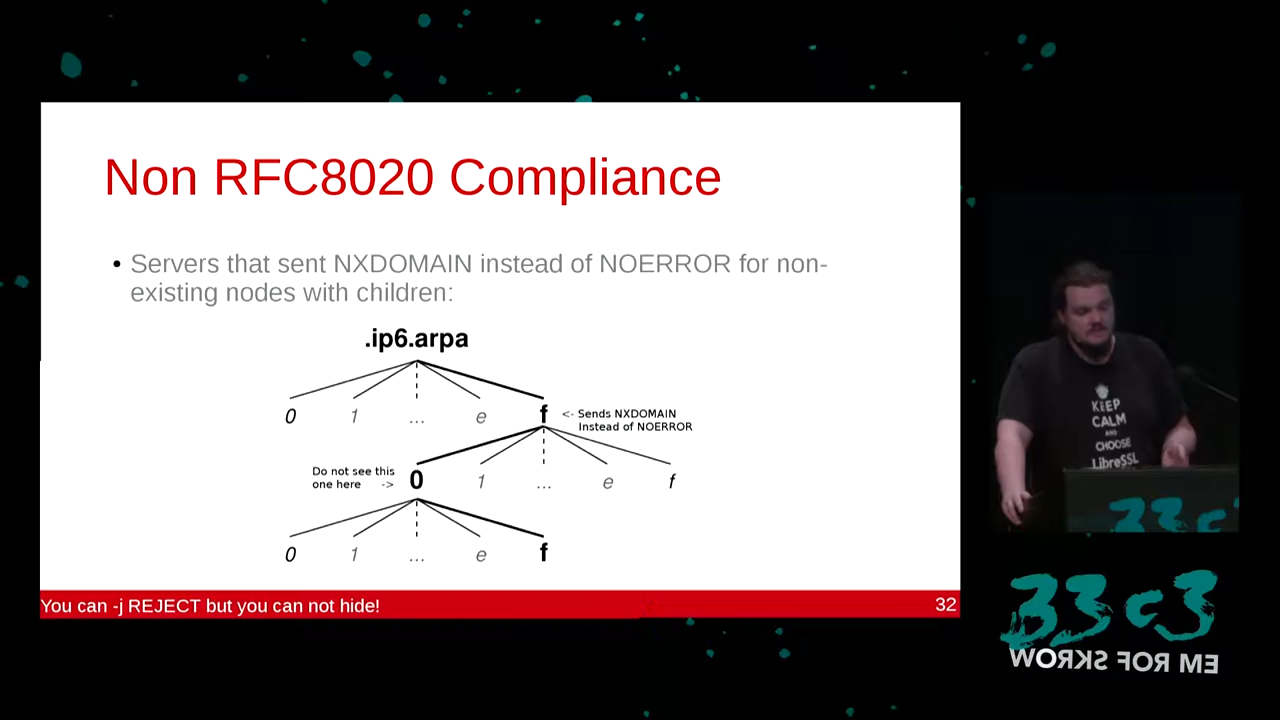 Non RFC8020 Compliance
• Servers that sent NXDOMAIN instead of NOERROR for non-
existing nodes with children:
.ip6.arpa
0 1 ... e f
<- Sends NXDOMAIN
Instead of NOERROR
Do not see this
one here ->
0 1 ... e f
0 1 ... e f
You can -j REJECT but you can not hide!
32
KEEP
CALM
AND
CHOOSE
LibreSSL
33c3
33c3
WORKS FOR ME